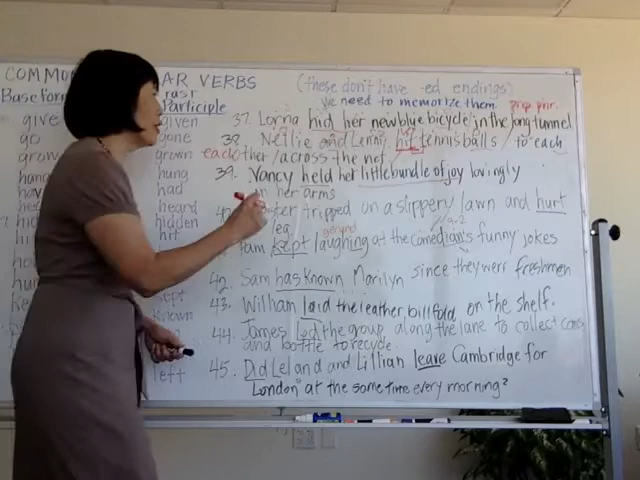 COMMON
AR VERBS
(these don't have -ed endings)
We need to memorize them.
Base form
Past
Participle
prep phr.
give
given
37. Lorna hid her new blue bicycle in the long tunnel
go
gone
38. Nellie and Lenny hit tennis balls / to each
grow
grown
each other / across the net
hung
39. Nancy held her little bundle of joy lovingly
had
in her arms
heard
tripped on a slippery lawn and hurt
hidden
leg
gerund
hit
Pam kept laughing at the comedian's funny jokes
42. Sam has known Marilyn since they were freshmen
kept
43. William laid the leather billfold on the shelf.
known
44. James led the group along the lane to collect cans
and bottle to recycle
left
45. Did Leland and Lillian leave Cambridge for
London at the same time every morning?